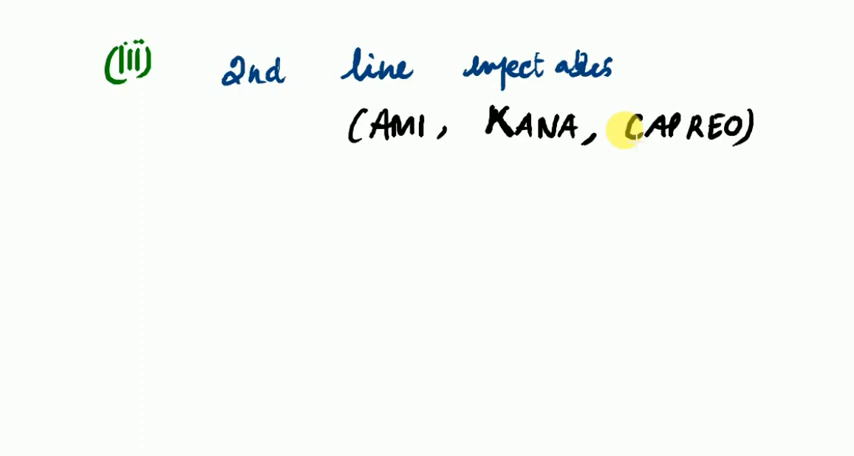 (iii) 2nd line injectables
(AMI, KANA, CAPREO)